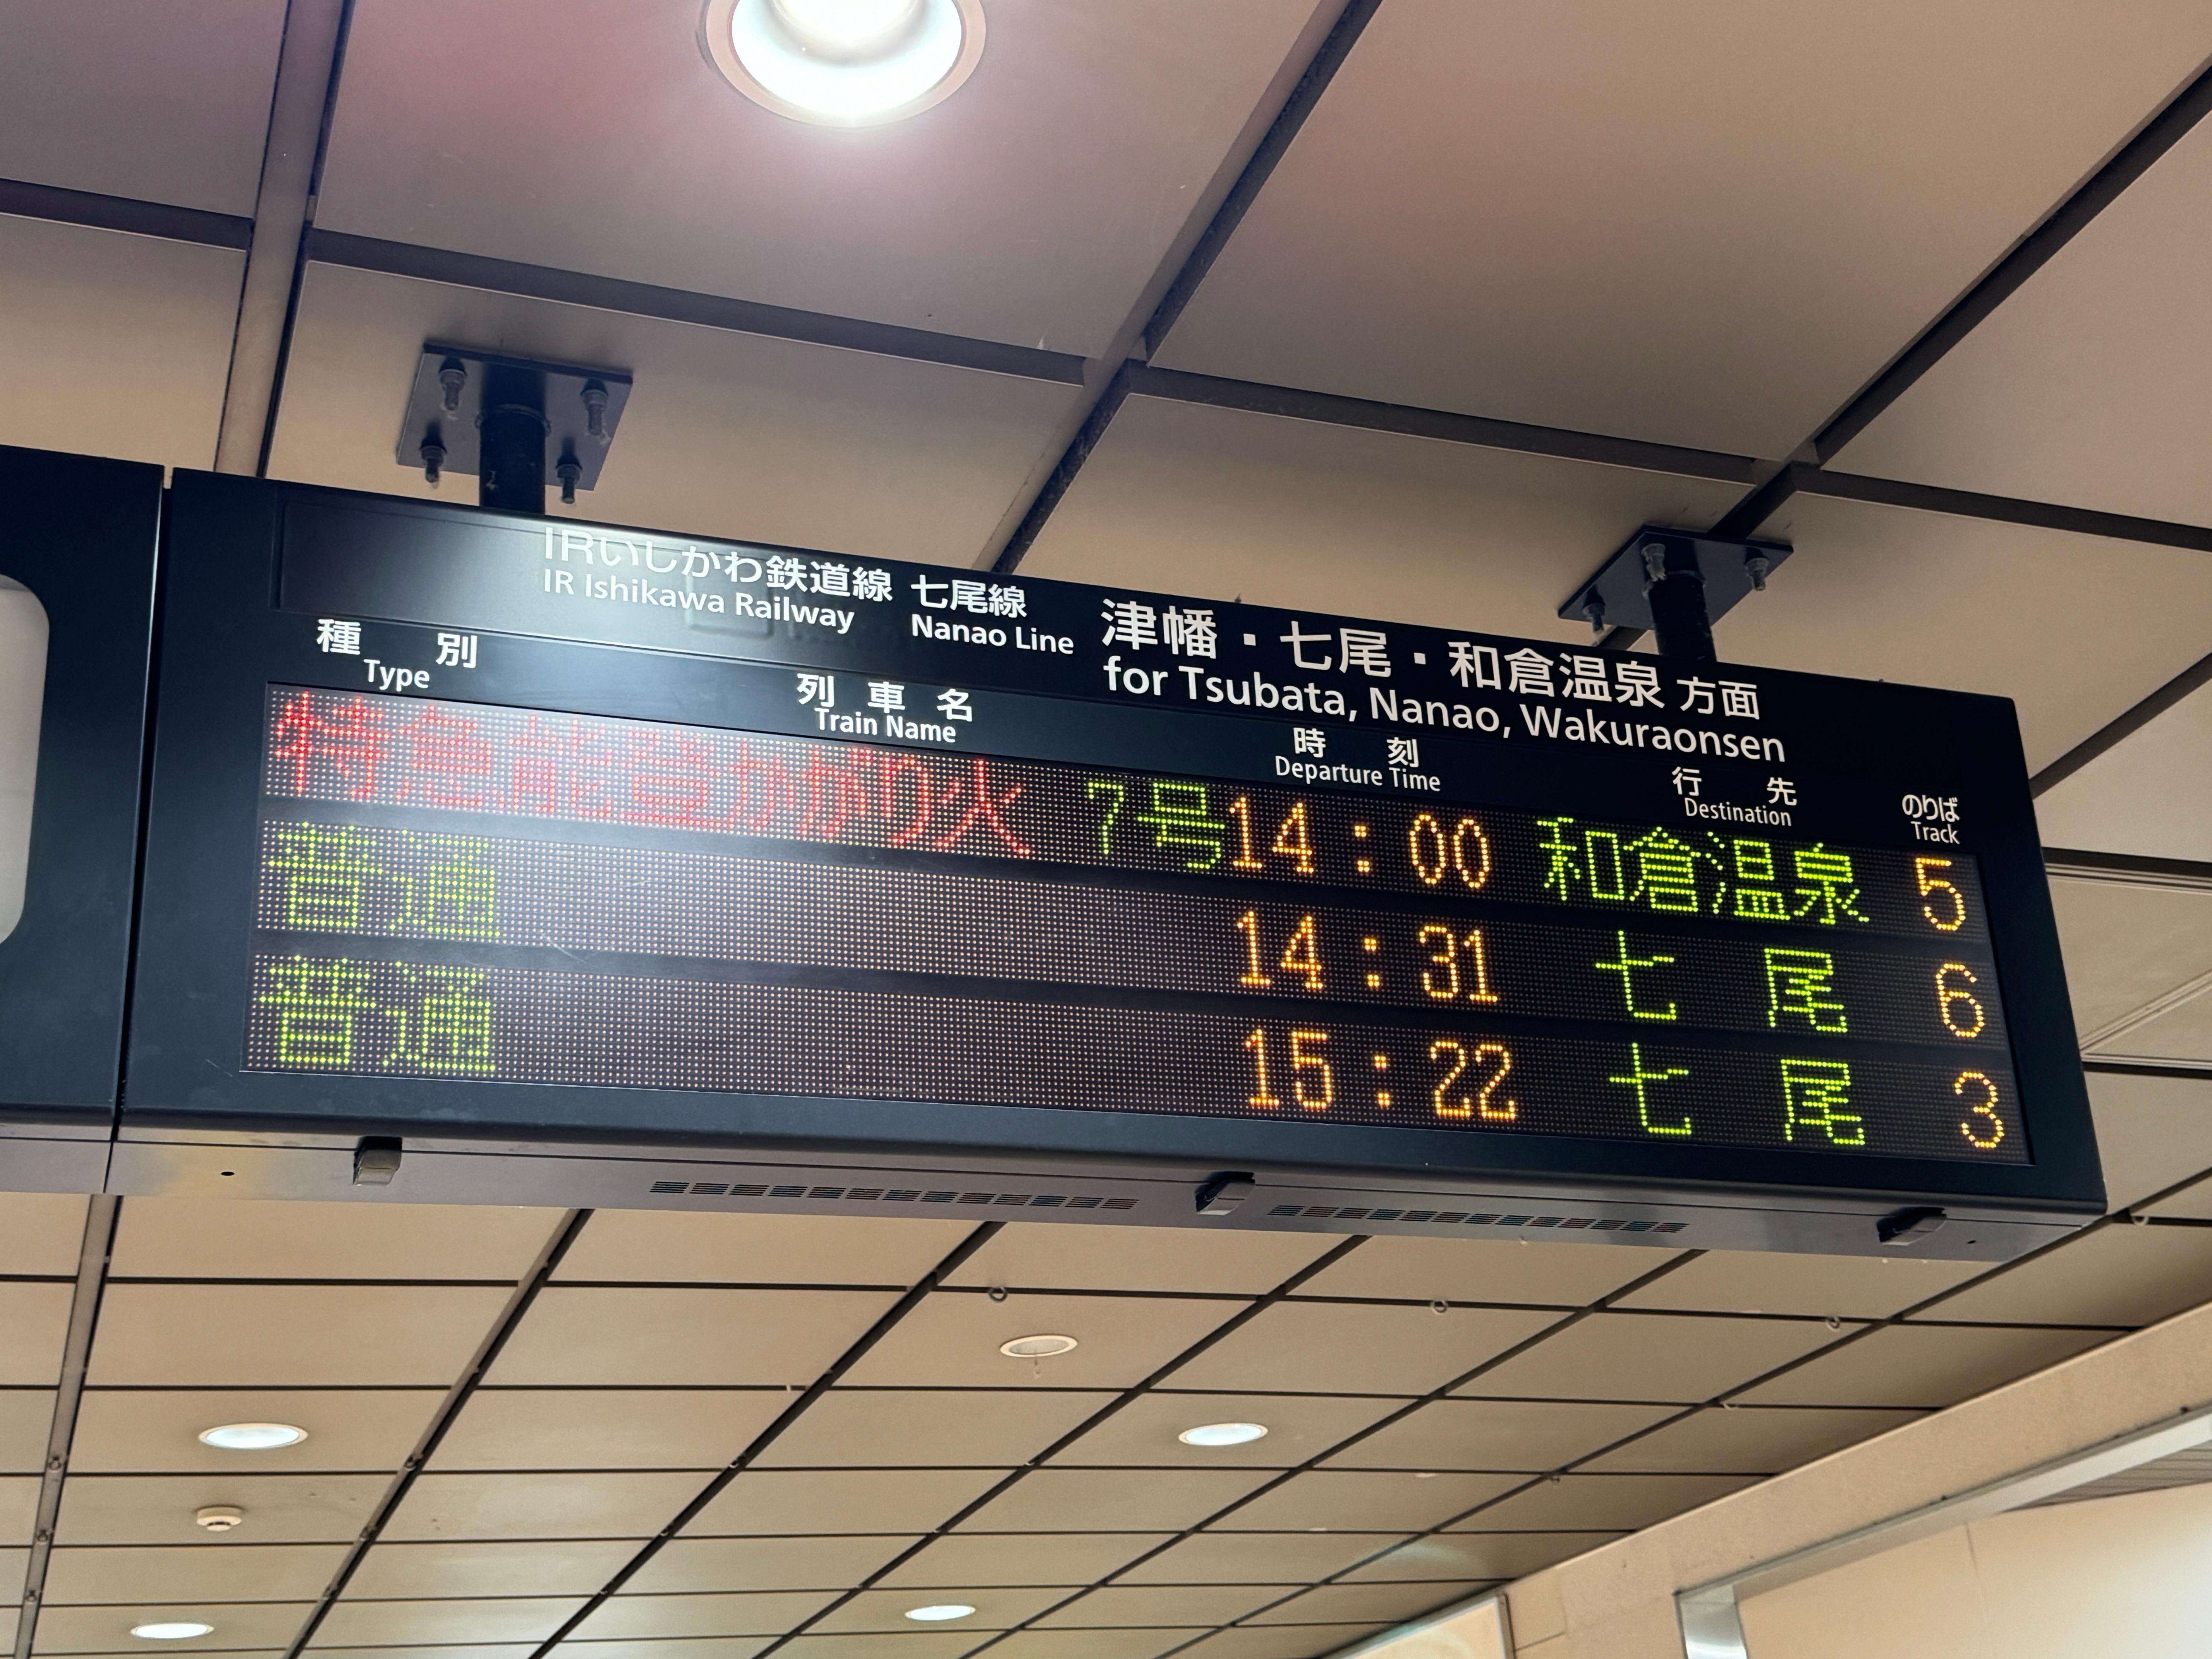 IRいしかわ鉄道線 七尾線 津幡・七尾・和倉温泉 方面
IR Ishikawa Railway Nanao Line for Tsubata, Nanao, Wakuraonsen
種別 列車名 時刻 行先 のりば
Type Train Name Departure Time Destination Track
特急 能登かがり火 7号 14:00 和倉温泉 5
普通 14:31 七尾 6
普通 15:22 七尾 3